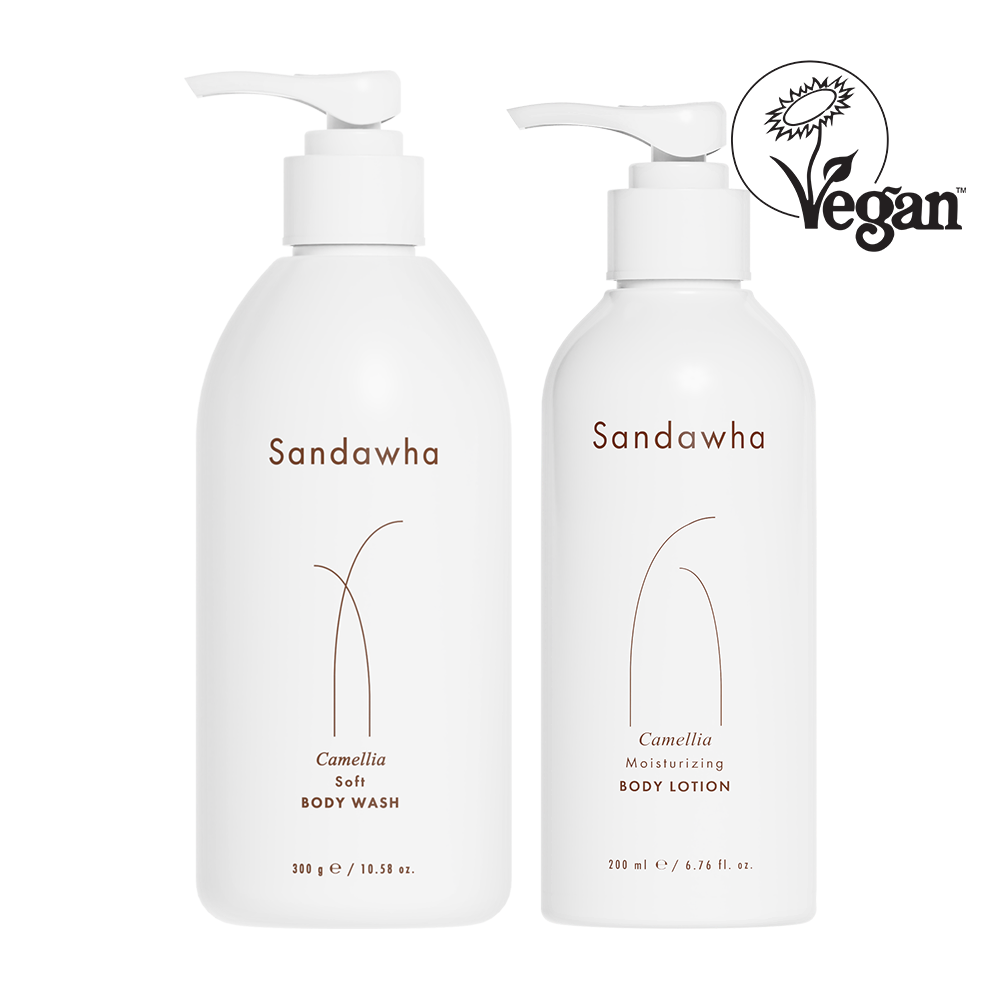 Vegan™
Sandawha
Camellia
Soft
BODY WASH
300 g ℮ / 10.58 oz.
Sandawha
Camellia
Moisturizing
BODY LOTION
200 ml ℮ / 6.76 fl. oz.